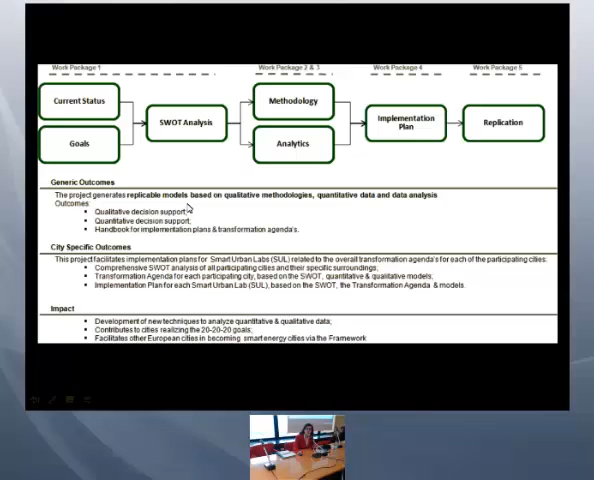 Work Package 1
Work Package 2 & 3
Work Package 4
Work Package 5
Current Status
Goals
SWOT Analysis
Methodology
Analytics
Implementation
Plan
Replication
Generic Outcomes
The project generates replicable models based on qualitative methodologies, quantitative data and data analysis
Outcomes
Qualitative decision support;
Quantitative decision support;
Handbook for implementation plans & transformation agenda's.
City Specific Outcomes
This project facilitates implementation plans for Smart Urban Labs (SUL) related to the overall transformation agenda's for each of the participating cities:
Comprehensive SWOT analysis of all participating cities and their specific surroundings,
Transformation Agenda for each participating city, based on the SWOT, quantitative & qualitative models;
Implementation Plan for each Smart Urban Lab (SUL), based on the SWOT, the Transformation Agenda & models.
Impact
Development of new techniques to analyze quantitative & qualitative data;
Contributes to cities realizing the 20-20-20 goals;
Facilitates other European cities in becoming smart energy cities via the Framework